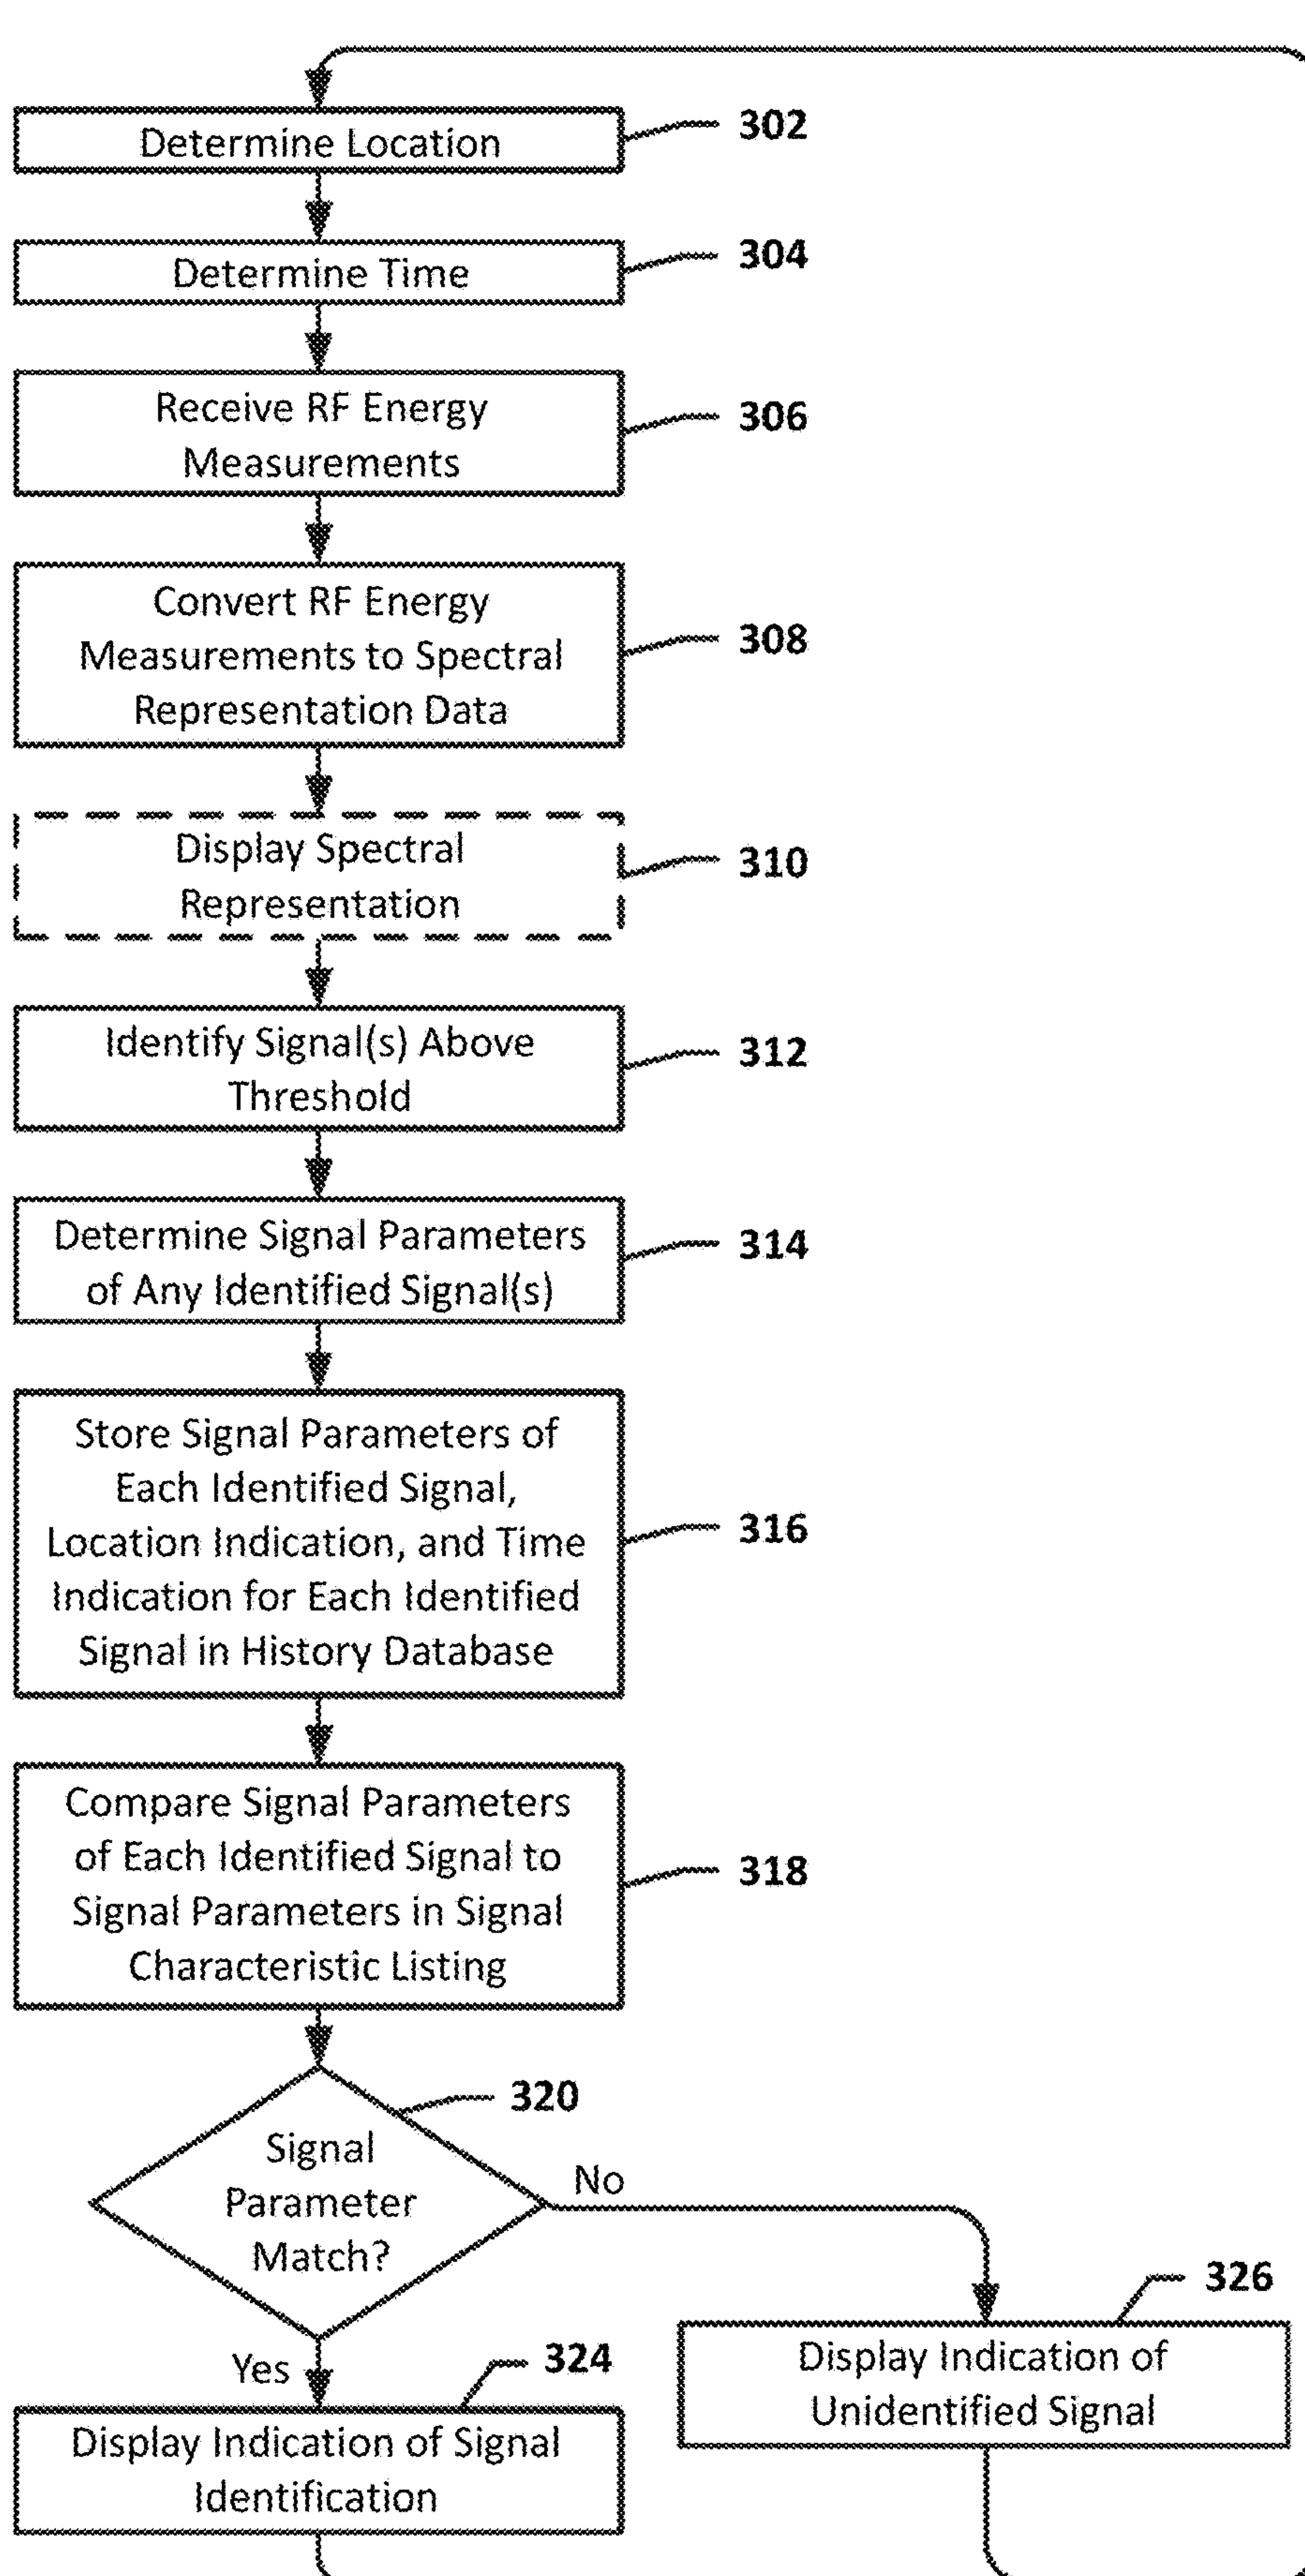 Determine Location
302
Determine Time
304
Receive RF Energy
Measurements
306
Convert RF Energy
Measurements to Spectral
Representation Data
308
Display Spectral
Representation
310
Identify Signal(s) Above
Threshold
312
Determine Signal Parameters
of Any Identified Signal(s)
314
Store Signal Parameters of
Each Identified Signal,
Location Indication, and Time
Indication for Each Identified
Signal in History Database
316
Compare Signal Parameters
of Each Identified Signal to
Signal Parameters in Signal
Characteristic Listing
318
320
Signal
Parameter
Match?
No
326
Display Indication of
Unidentified Signal
Yes
324
Display Indication of Signal
Identification